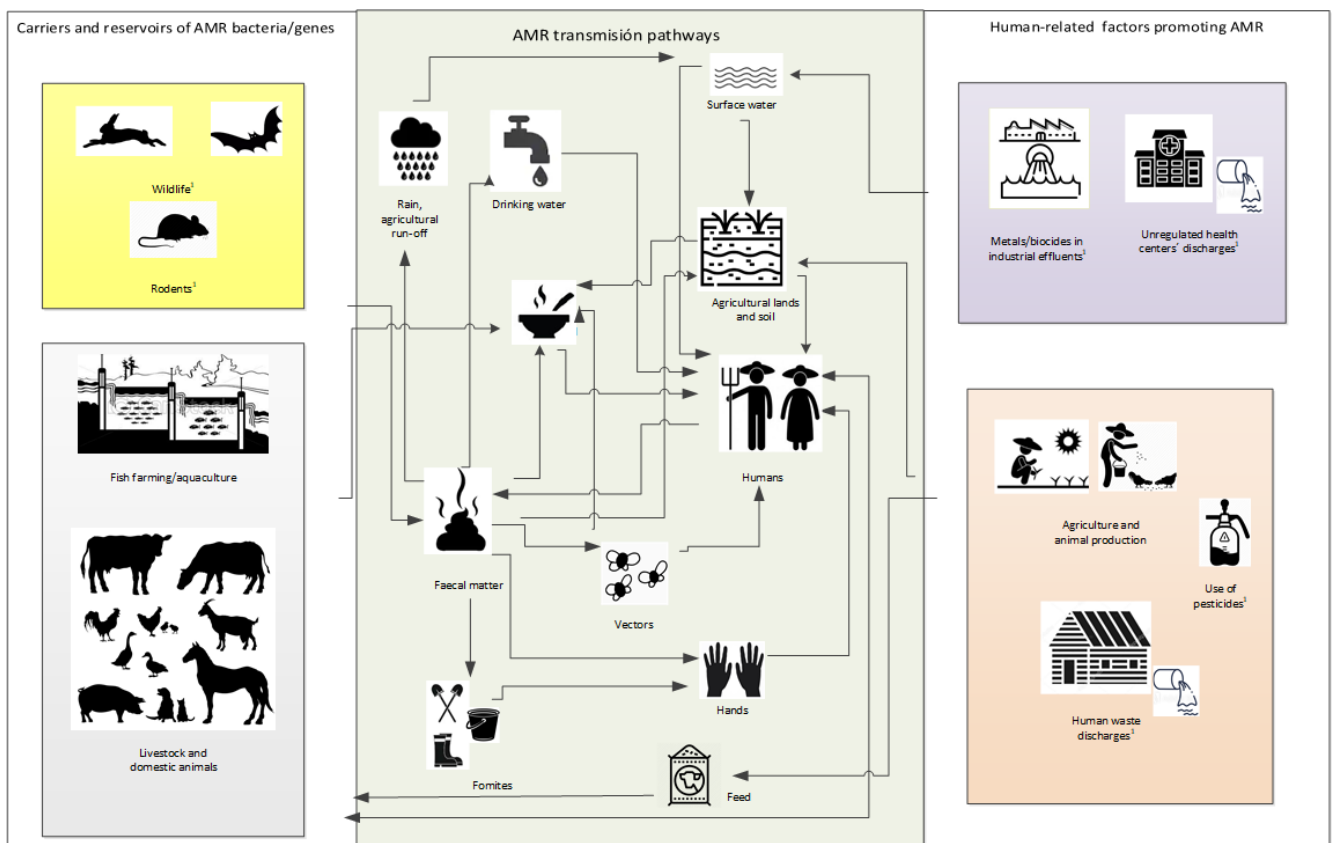 Carriers and reservoirs of AMR bacteria/genes
AMR transmisión pathways
Human-related factors promoting AMR
Wildlife¹
Rodents¹
Fish farming/aquaculture
Livestock and
domestic animals
Surface water
Rain,
agricultural
run-off
Drinking water
Agricultural lands
and soil
Humans
Faecal matter
Vectors
Hands
Fomites
Feed
Metals/biocides in
industrial effluents¹
Unregulated health
centers´ discharges¹
Agriculture and
animal production
Use of
pesticides¹
Human waste
discharges¹